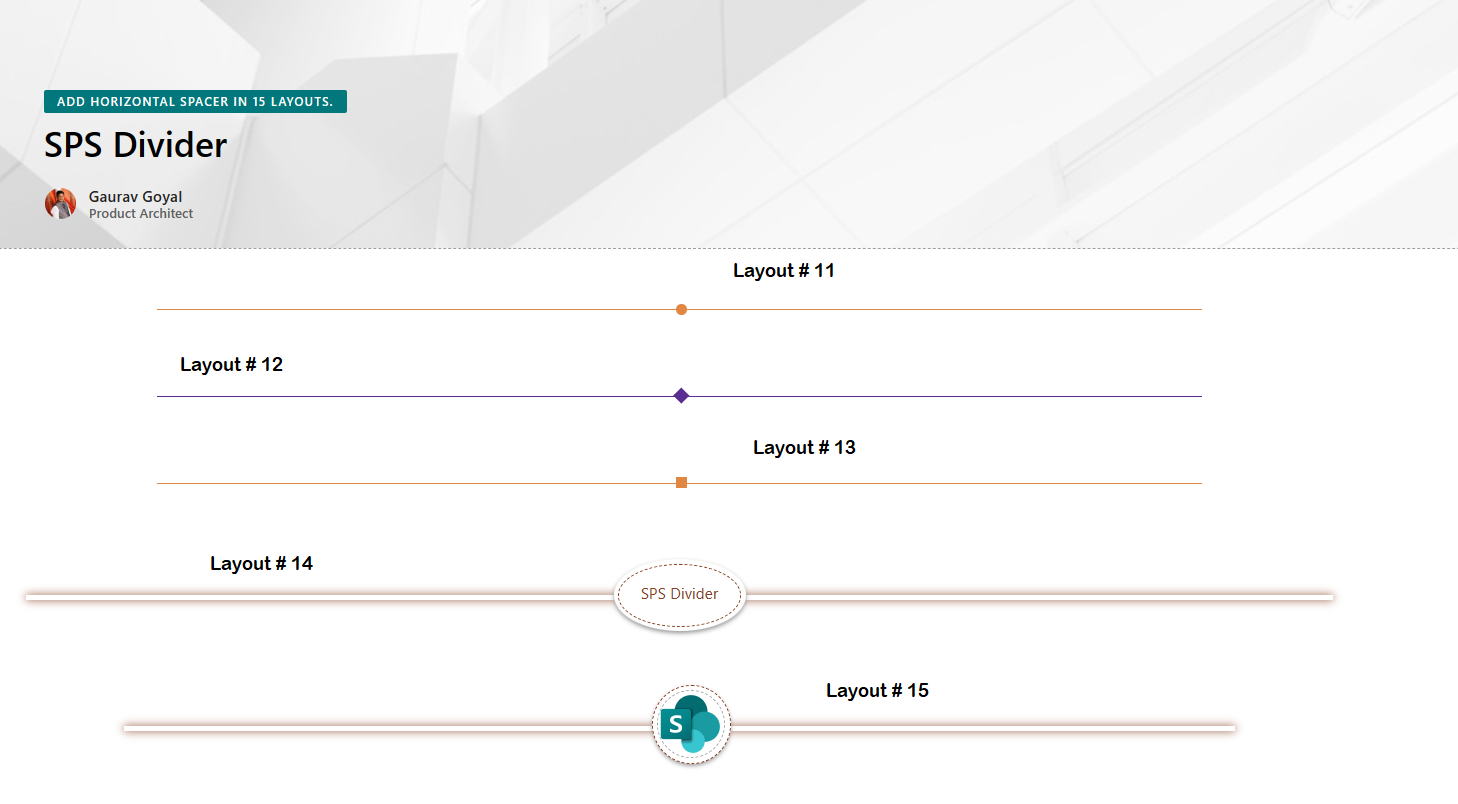 ADD HORIZONTAL SPACER IN 15 LAYOUTS.
SPS Divider
Gaurav Goyal
Product Architect
Layout # 11
Layout # 12
Layout # 13
Layout # 14
SPS Divider
Layout # 15
S